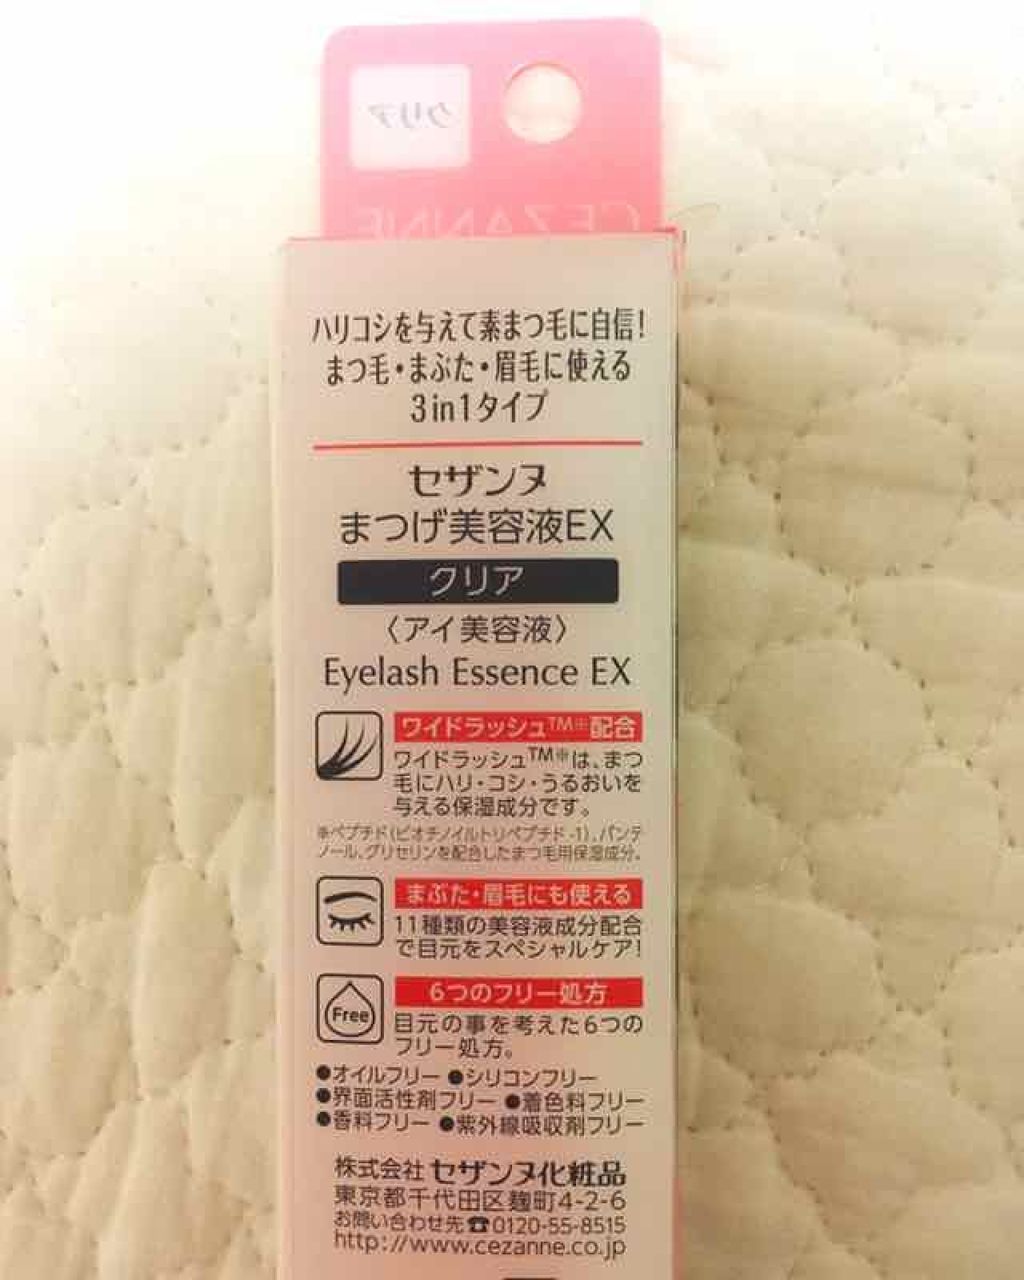 クリア
CEZANNE
ハリコシを与えて素まつ毛に自信!
まつ毛・まぶた・眉毛に使える
3in1タイプ
セザンヌ
まつげ美容液EX
クリア
〈アイ美容液〉
Eyelash Essence EX
ワイドラッシュTM※配合
ワイドラッシュTM※は、まつ
毛にハリ・コシ・うるおいを
与える保湿成分です。
※ペプチド(ビオチノイルトリペプチド-1)、パンテ
ノール、グリセリンを配合したまつ毛用保湿成分。
まぶた・眉毛にも使える
11種類の美容液成分配合
で目元をスペシャルケア!
Free
6つのフリー処方
目元の事を考えた6つの
フリー処方。
●オイルフリー ●シリコンフリー
●界面活性剤フリー ●着色料フリー
●香料フリー ●紫外線吸収剤フリー
株式会社 セザンヌ化粧品
東京都千代田区麹町4-2-6
お問い合わせ先☎0120-55-8515
http://www.cezanne.co.jp